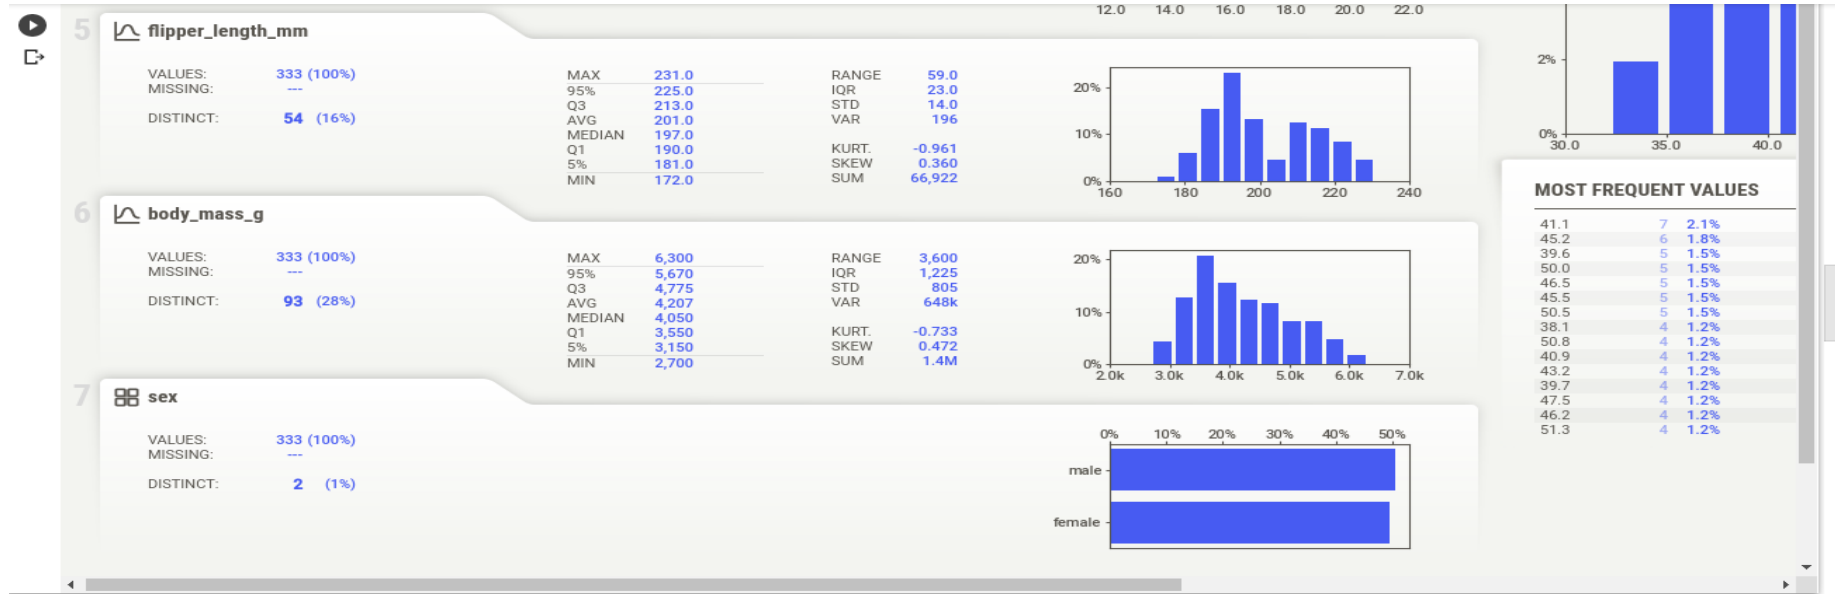 12.0 14.0 16.0 18.0 20.0 22.0
5 flipper_length_mm
VALUES: 333 (100%)
MISSING: ---
DISTINCT: 54 (16%)
MAX 231.0
95% 225.0
Q3 213.0
AVG 201.0
MEDIAN 197.0
Q1 190.0
5% 181.0
MIN 172.0
RANGE 59.0
IQR 23.0
STD 14.0
VAR 196
KURT. -0.961
SKEW 0.360
SUM 66,922
20%
10%
0%
160 180 200 220 240
6 body_mass_g
VALUES: 333 (100%)
MISSING: ---
DISTINCT: 93 (28%)
MAX 6,300
95% 5,670
Q3 4,775
AVG 4,207
MEDIAN 4,050
Q1 3,550
5% 3,150
MIN 2,700
RANGE 3,600
IQR 1,225
STD 805
VAR 648k
KURT. -0.733
SKEW 0.472
SUM 1.4M
20%
10%
0%
2.0k 3.0k 4.0k 5.0k 6.0k 7.0k
7 sex
VALUES: 333 (100%)
MISSING: ---
DISTINCT: 2 (1%)
0% 10% 20% 30% 40% 50%
male
female
2%
0%
30.0 35.0 40.0
MOST FREQUENT VALUES
41.1 7 2.1%
45.2 6 1.8%
39.6 5 1.5%
50.0 5 1.5%
46.5 5 1.5%
45.5 5 1.5%
50.5 5 1.5%
38.1 4 1.2%
50.8 4 1.2%
40.9 4 1.2%
43.2 4 1.2%
39.7 4 1.2%
47.5 4 1.2%
46.2 4 1.2%
51.3 4 1.2%